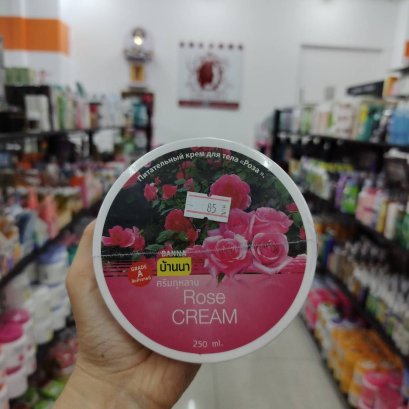 Питательный крем для тела «Роза».
85
BANNA
บ้านนา
GRADE
A
ครีมกุหลาบ
Rose
CREAM
250 ml.